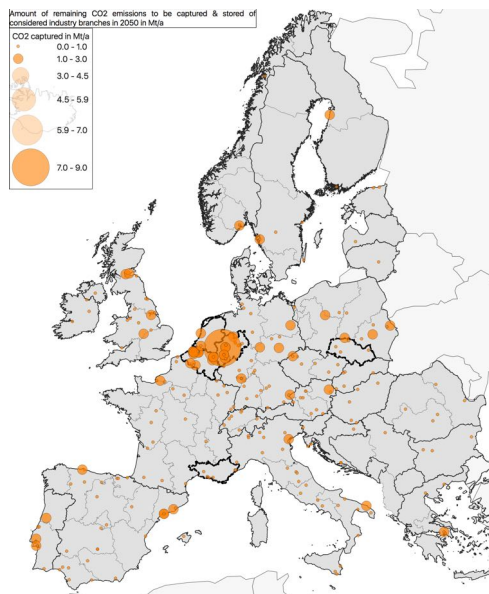 Amount of remaining CO2 emissions to be captured & stored of
considered industry branches in 2050 in Mt/a
CO2 captured in Mt/a
0.0 - 1.0
1.0 - 3.0
3.0 - 4.5
4.5 - 5.9
5.9 - 7.0
7.0 - 9.0